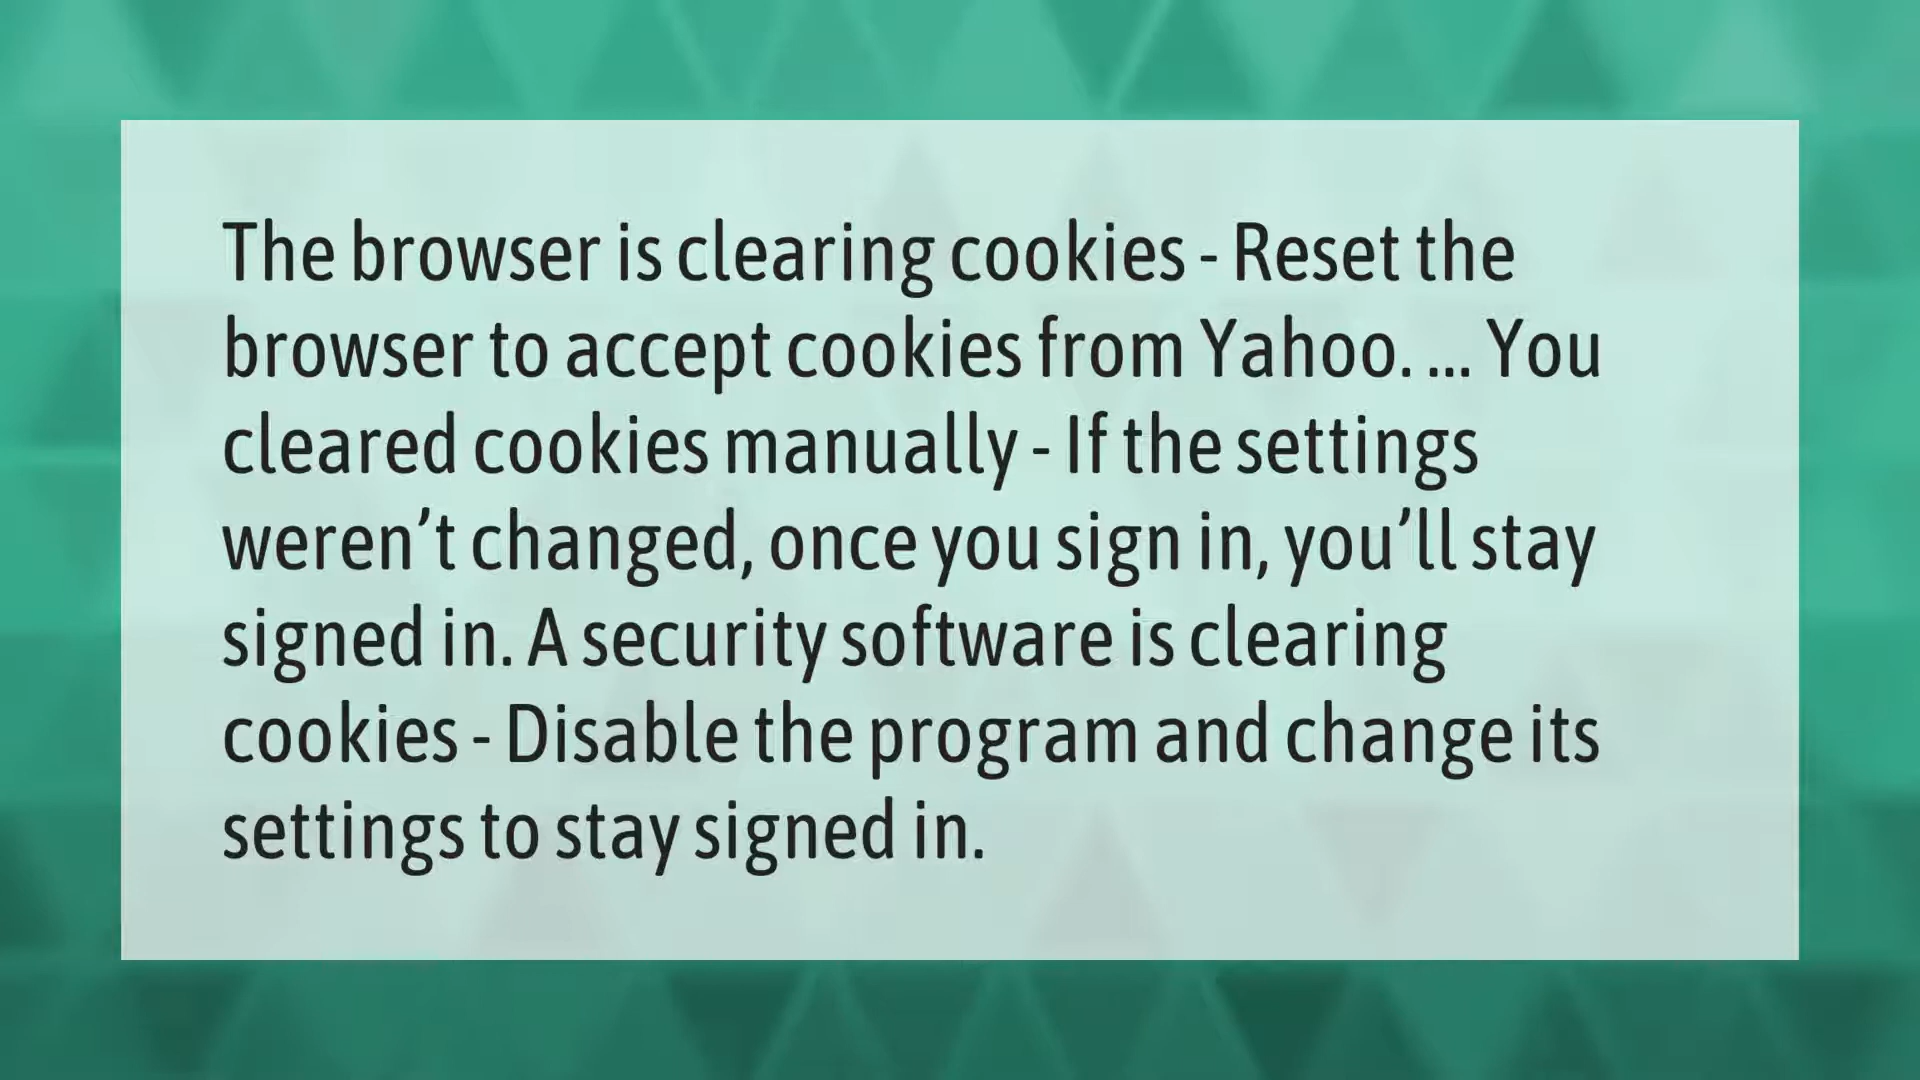 The browser is clearing cookies - Reset the
browser to accept cookies from Yahoo. ... You
cleared cookies manually - If the settings
weren’t changed, once you sign in, you’ll stay
signed in. A security software is clearing
cookies - Disable the program and change its
settings to stay signed in.